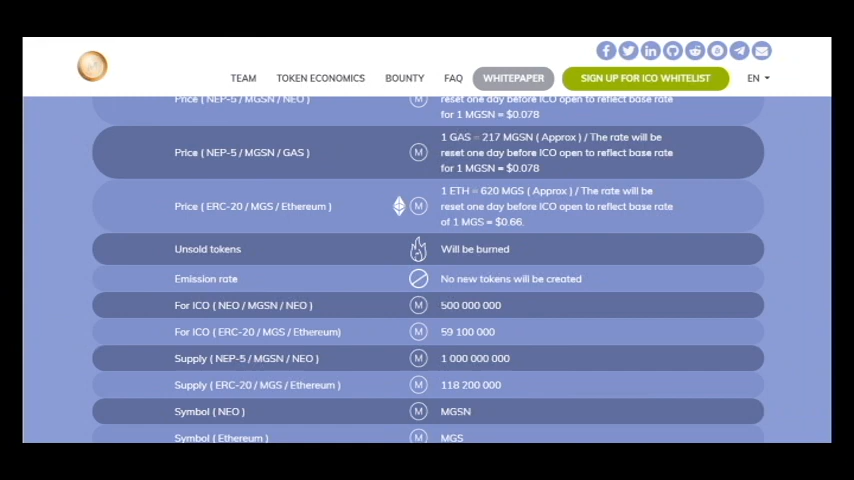 TEAM TOKEN ECONOMICS BOUNTY FAQ WHITEPAPER SIGN UP FOR ICO WHITELIST EN
Price ( NEP-5 / MGSN / NEO ) M reset one day before ICO open to reflect base rate
for 1 MGSN = $0.078
1 GAS = 217 MGSN ( Approx ) / The rate will be
Price ( NEP-5 / MGSN / GAS ) M reset one day before ICO open to reflect base rate
for 1 MGSN = $0.078
1 ETH = 620 MGS ( Approx ) / The rate will be
Price ( ERC-20 / MGS / Ethereum ) M reset one day before ICO open to reflect base rate
of 1 MGS = $0.66.
Unsold tokens Will be burned
Emission rate No new tokens will be created
For ICO ( NEO / MGSN / NEO ) M 500 000 000
For ICO ( ERC-20 / MGS / Ethereum) M 59 100 000
Supply ( NEP-5 / MGSN / NEO ) M 1 000 000 000
Supply ( ERC-20 / MGS / Ethereum ) M 118 200 000
Symbol ( NEO ) M MGSN
Symbol ( Ethereum ) M MGS